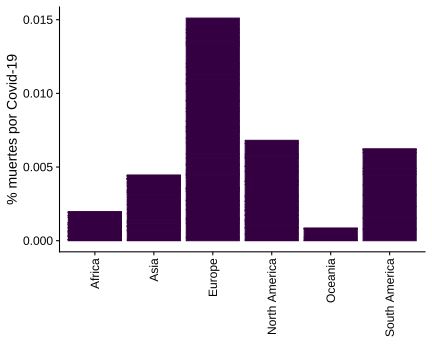 % muertes por Covid-19
0.015
0.010
0.005
0.000
Africa
Asia
Europe
North America
Oceania
South America